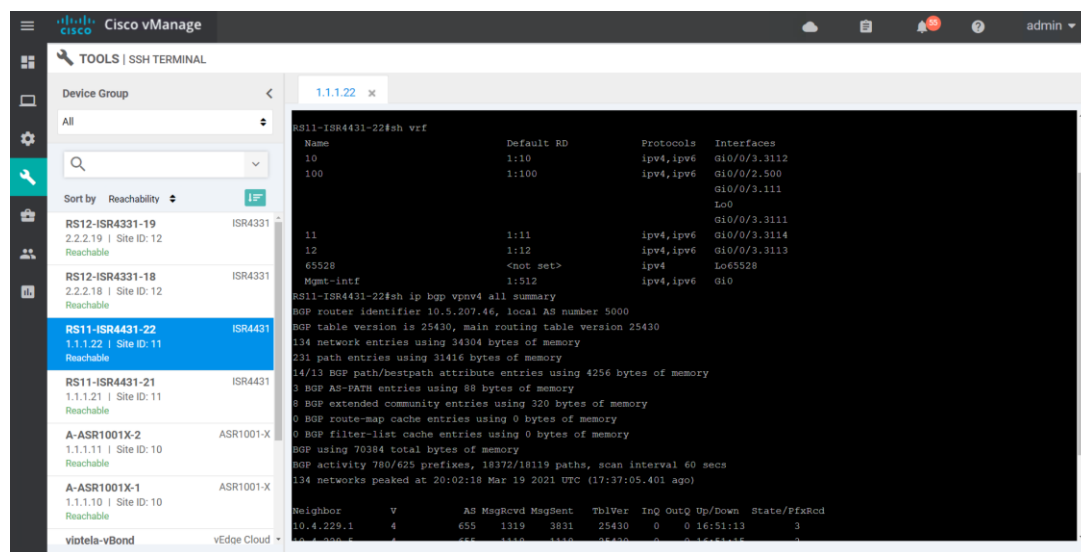 cisco Cisco vManage 55 admin
TOOLS | SSH TERMINAL
Device Group
All
Sort by Reachability
RS12-ISR4331-19 ISR4331
2.2.2.19 | Site ID: 12
Reachable
RS12-ISR4331-18 ISR4331
2.2.2.18 | Site ID: 12
Reachable
RS11-ISR4431-22 ISR4431
1.1.1.22 | Site ID: 11
Reachable
RS11-ISR4431-21 ISR4431
1.1.1.21 | Site ID: 11
Reachable
A-ASR1001X-2 ASR1001-X
1.1.1.11 | Site ID: 10
Reachable
A-ASR1001X-1 ASR1001-X
1.1.1.10 | Site ID: 10
Reachable
viptela-vBond vEdge Cloud
1.1.1.22 x
RS11-ISR4431-22#sh vrf
Name Default RD Protocols Interfaces
10 1:10 ipv4,ipv6 Gi0/0/3.3112
100 1:100 ipv4,ipv6 Gi0/0/2.500
Gi0/0/3.111
Lo0
Gi0/0/3.3111
11 1:11 ipv4,ipv6 Gi0/0/3.3114
12 1:12 ipv4,ipv6 Gi0/0/3.3113
65528 <not set> ipv4 Lo65528
Mgmt-intf 1:512 ipv4,ipv6 Gi0
RS11-ISR4431-22#sh ip bgp vpnv4 all summary
BGP router identifier 10.5.207.46, local AS number 5000
BGP table version is 25430, main routing table version 25430
134 network entries using 34304 bytes of memory
231 path entries using 31416 bytes of memory
14/13 BGP path/bestpath attribute entries using 4256 bytes of memory
3 BGP AS-PATH entries using 88 bytes of memory
8 BGP extended community entries using 320 bytes of memory
0 BGP route-map cache entries using 0 bytes of memory
0 BGP filter-list cache entries using 0 bytes of memory
BGP using 70384 total bytes of memory
BGP activity 780/625 prefixes, 18372/18119 paths, scan interval 60 secs
134 networks peaked at 20:02:18 Mar 19 2021 UTC (17:37:05.401 ago)
Neighbor V AS MsgRcvd MsgSent TblVer InQ OutQ Up/Down State/PfxRcd
10.4.229.1 4 655 1319 3831 25430 0 0 16:51:13 3